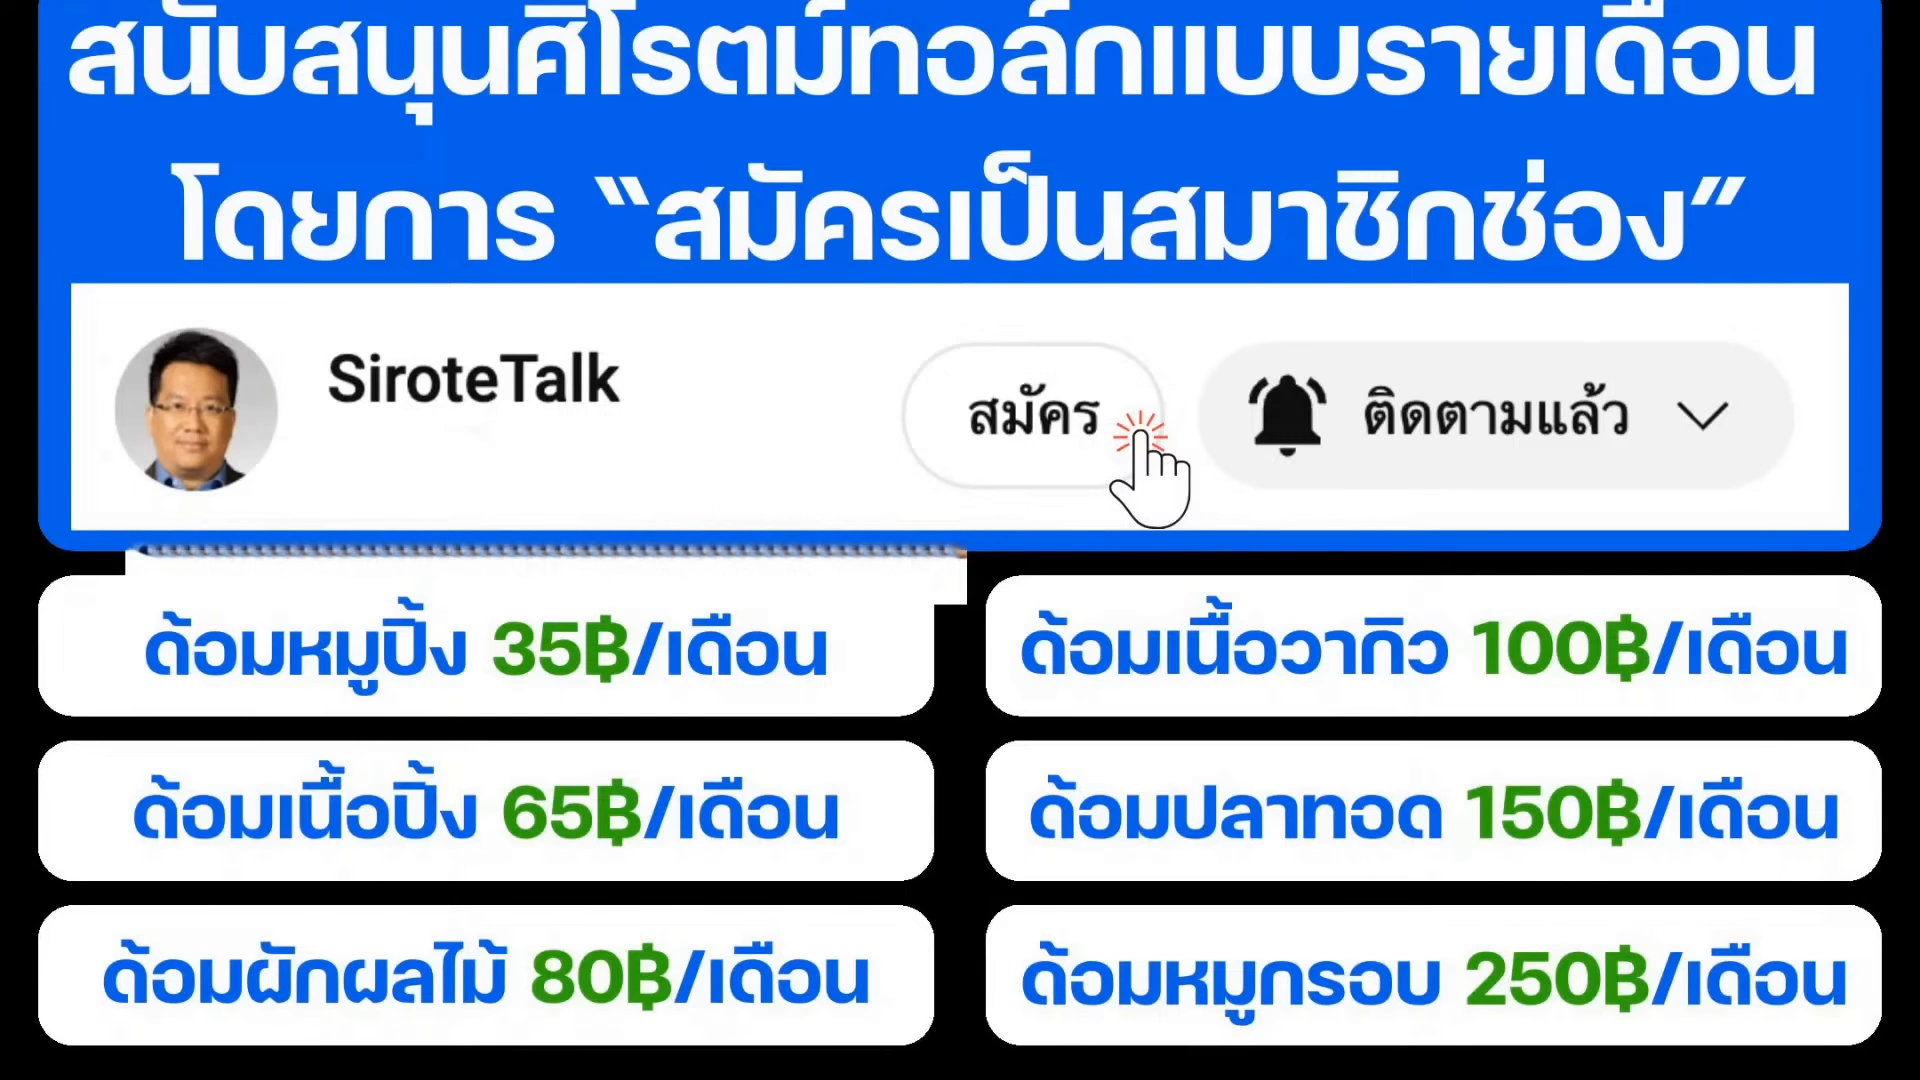 สนับสนุนศิโรตม์ทอล์กแบบรายเดือน
โดยการ “สมัครเป็นสมาชิกช่อง”
SiroteTalk
สมัคร
ติดตามแล้ว
ด้อมหมูปิ้ง 35฿/เดือน
ด้อมเนื้อวากิว 100฿/เดือน
ด้อมเนื้อปิ้ง 65฿/เดือน
ด้อมปลาทอด 150฿/เดือน
ด้อมผักผลไม้ 80฿/เดือน
ด้อมหมูกรอบ 250฿/เดือน